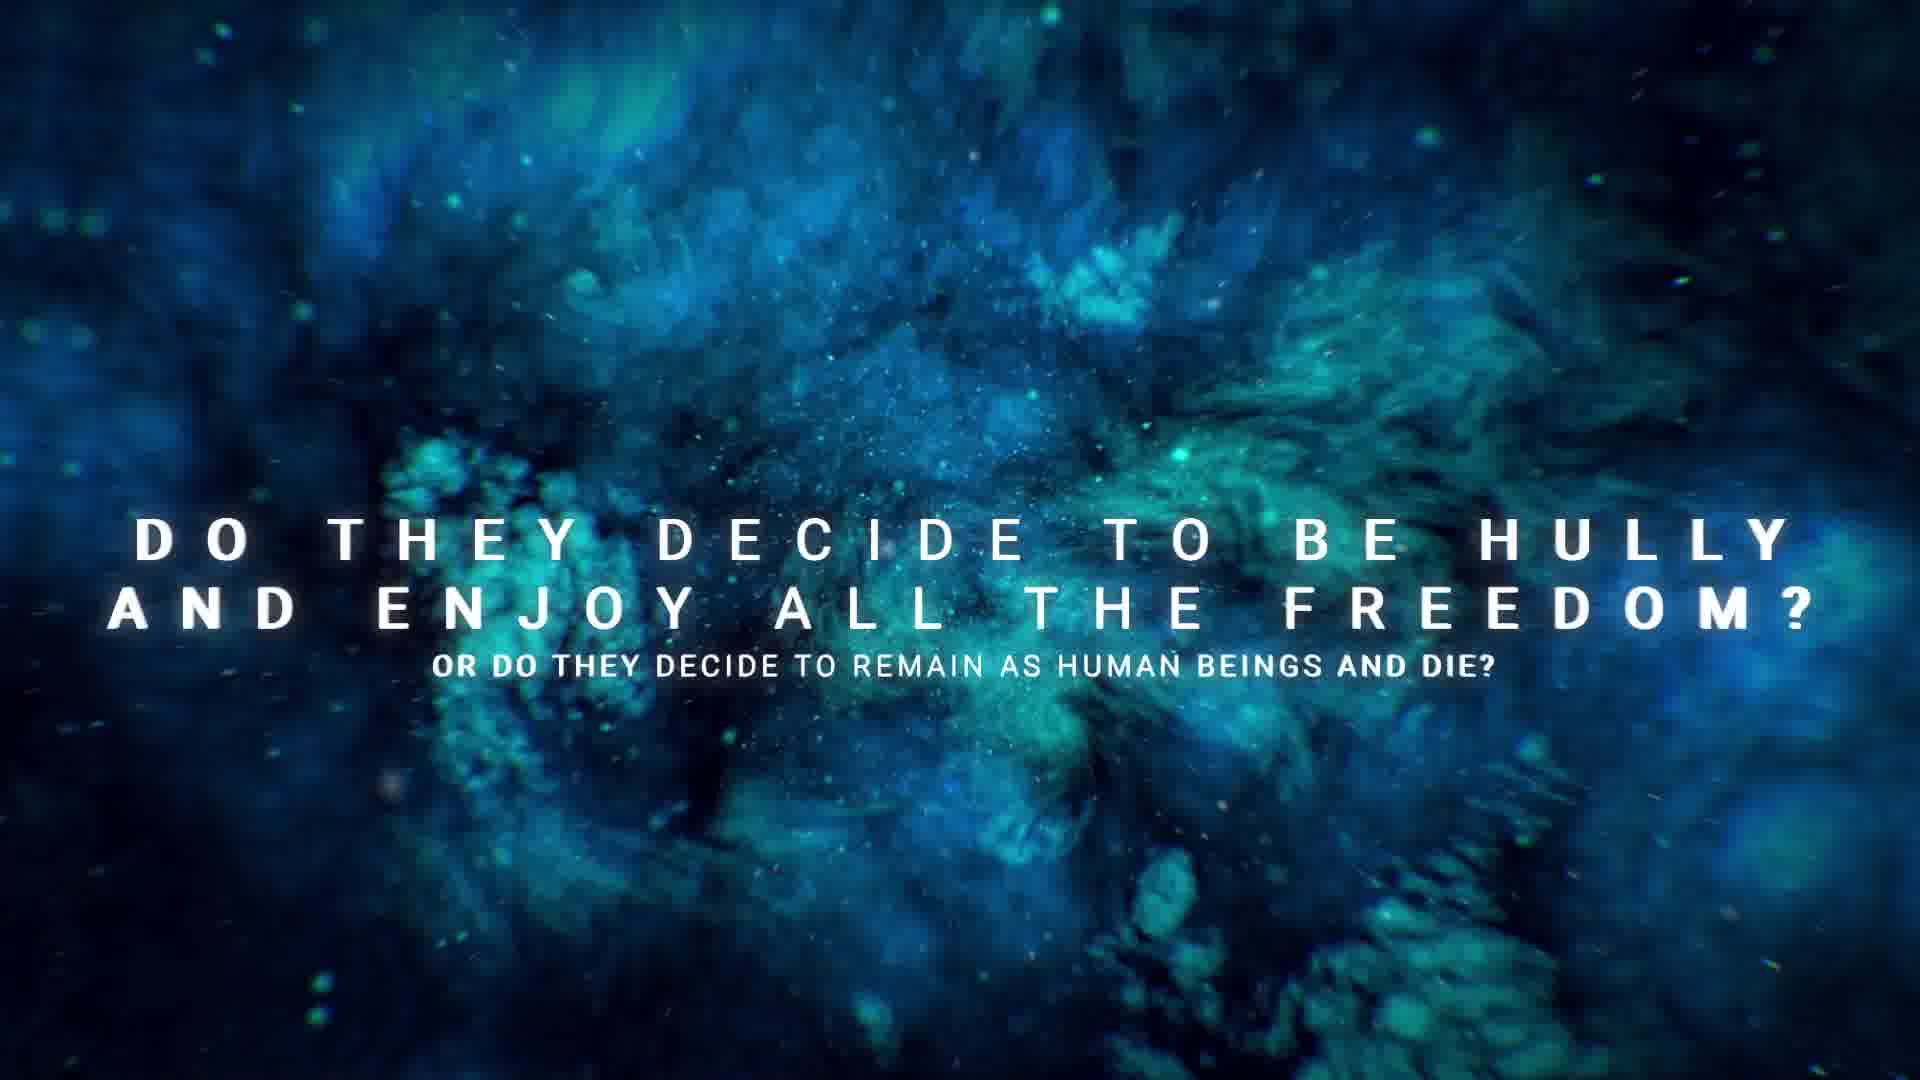 DO THEY DECIDE TO BE HULLY
AND ENJOY ALL THE FREEDOM?
OR DO THEY DECIDE TO REMAIN AS HUMAN BEINGS AND DIE?